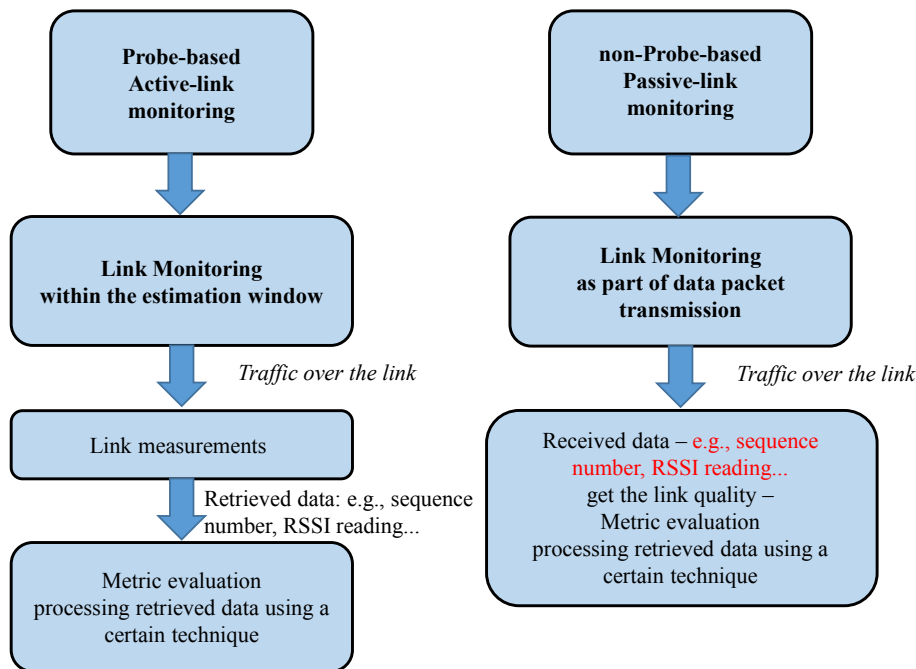 Probe-based
Active-link
monitoring
Link Monitoring
within the estimation window
Traffic over the link
Link measurements
Retrieved data: e.g., sequence
number, RSSI reading...
Metric evaluation
processing retrieved data using a
certain technique
non-Probe-based
Passive-link
monitoring
Link Monitoring
as part of data packet
transmission
Traffic over the link
Received data – e.g., sequence
number, RSSI reading...
get the link quality –
Metric evaluation
processing retrieved data using a
certain technique